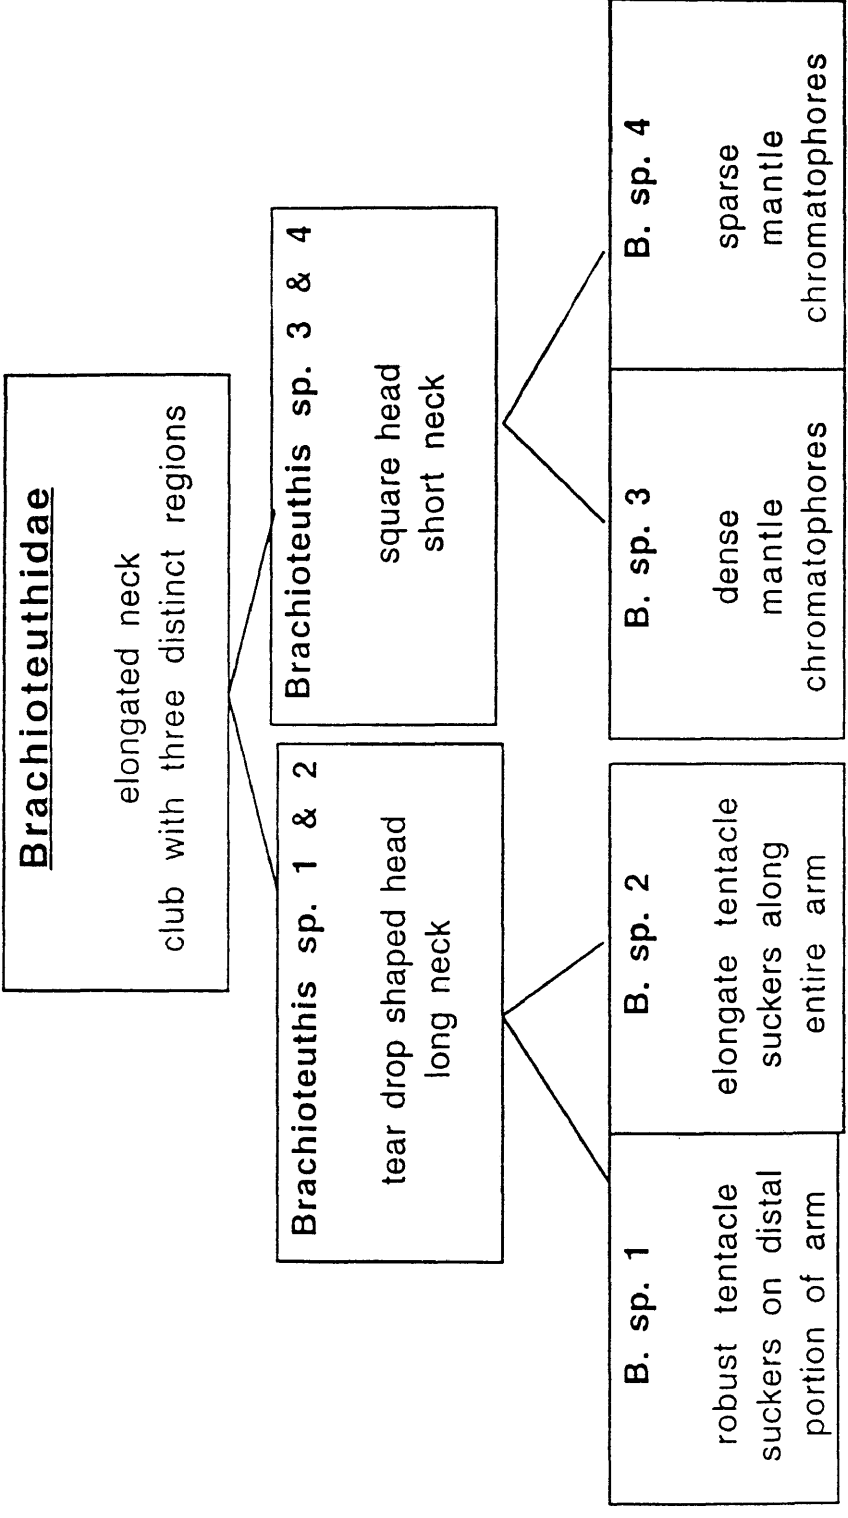 Brachioteuthidae
elongated neck
club with three distinct regions
Brachioteuthis sp. 1 & 2
tear drop shaped head
long neck
Brachioteuthis sp. 3 & 4
square head
short neck
B. sp. 1
robust tentacle
suckers on distal
portion of arm
B. sp. 2
elongate tentacle
suckers along
entire arm
B. sp. 3
dense
mantle
chromatophores
B. sp. 4
sparse
mantle
chromatophores